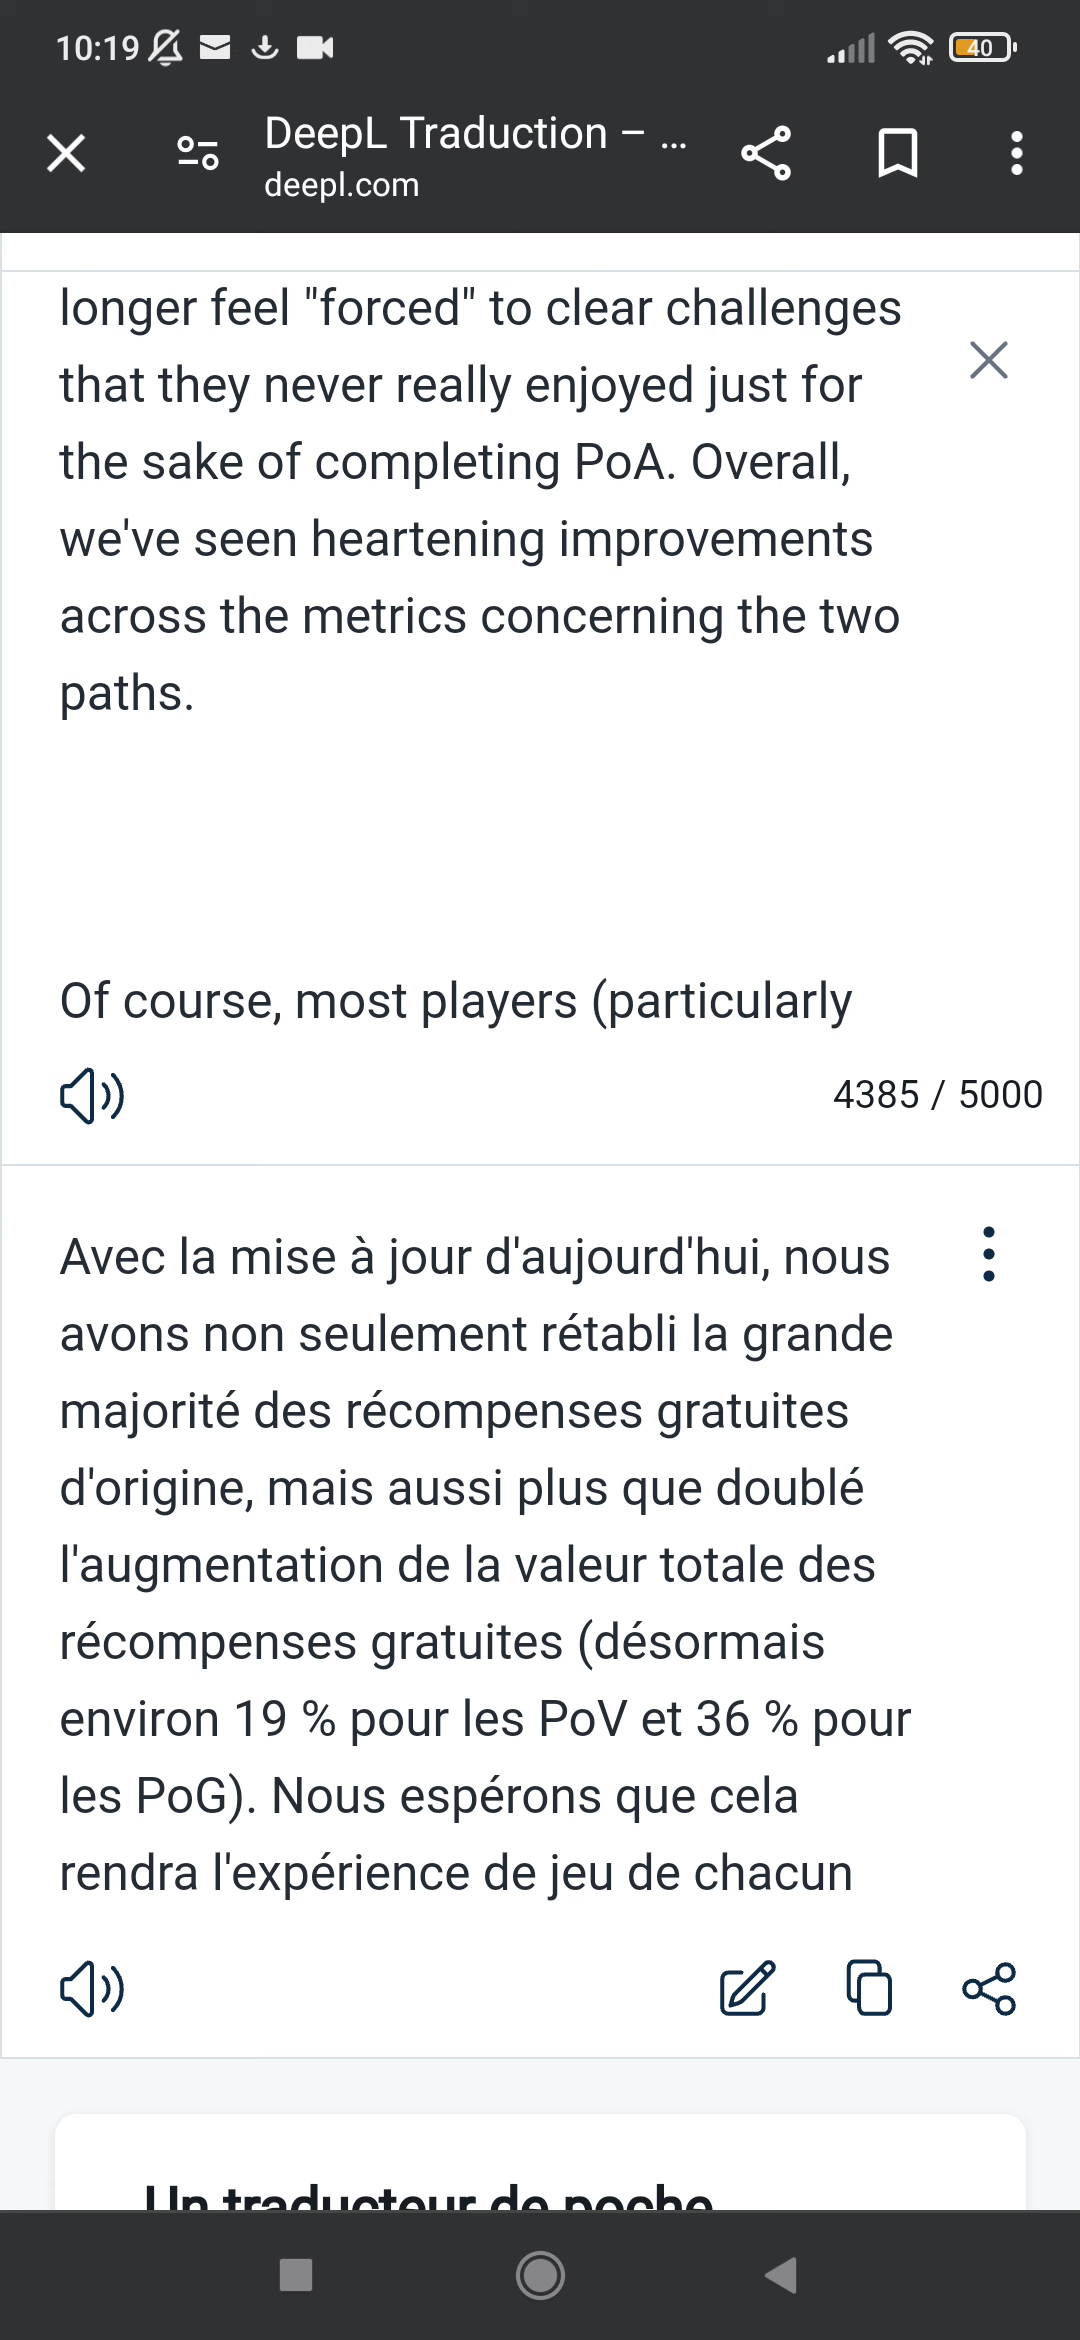 10:19
40
DeepL Traduction – ...
deepl.com
longer feel "forced" to clear challenges
that they never really enjoyed just for
the sake of completing PoA. Overall,
we've seen heartening improvements
across the metrics concerning the two
paths.
Of course, most players (particularly
4385 / 5000
Avec la mise à jour d'aujourd'hui, nous
avons non seulement rétabli la grande
majorité des récompenses gratuites
d'origine, mais aussi plus que doublé
l'augmentation de la valeur totale des
récompenses gratuites (désormais
environ 19 % pour les PoV et 36 % pour
les PoG). Nous espérons que cela
rendra l'expérience de jeu de chacun
Un traducteur de poche